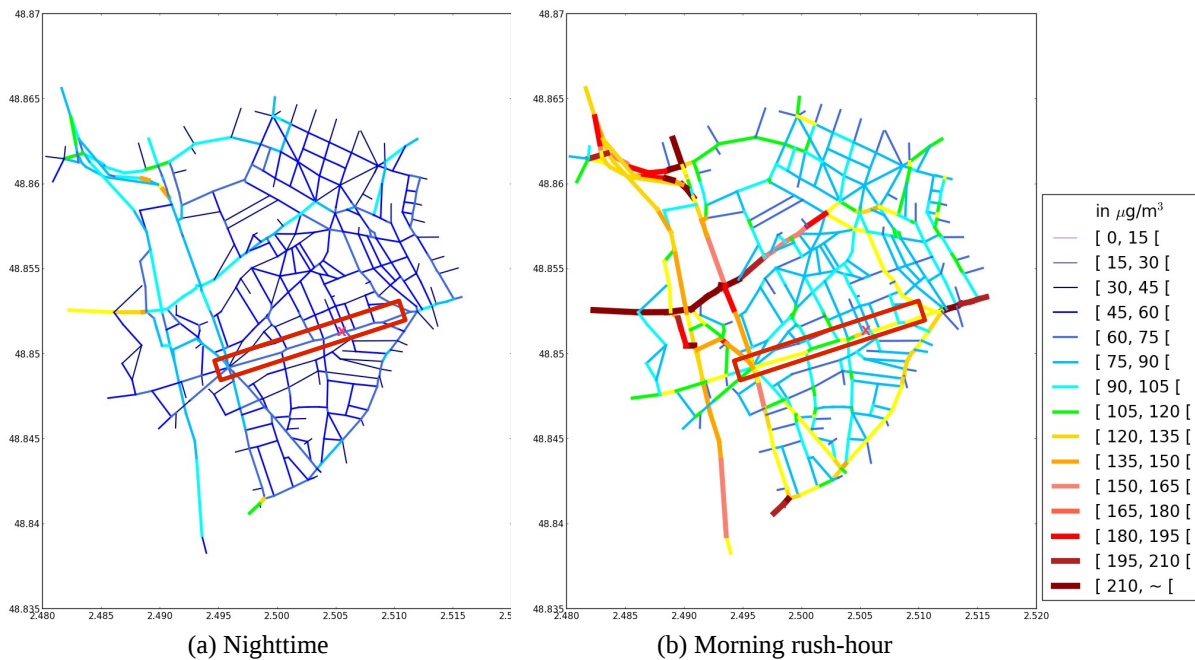 48.87
48.865
48.86
48.855
48.85
48.845
48.84
48.835
2.480
2.485
2.490
2.495
2.500
2.505
2.510
2.5
(a) Nighttime
48.87
48.865
48.86
48.855
48.85
48.845
48.84
48.835
2.480
2.485
2.490
2.495
2.500
2.505
2.510
2.515
2.520
(b) Morning rush-hour
in μg/m³
[ 0, 15 [
[ 15, 30 [
[ 30, 45 [
[ 45, 60 [
[ 60, 75 [
[ 75, 90 [
[ 90, 105 [
[ 105, 120 [
[ 120, 135 [
[ 135, 150 [
[ 150, 165 [
[ 165, 180 [
[ 180, 195 [
[ 195, 210 [
[ 210, ~ [